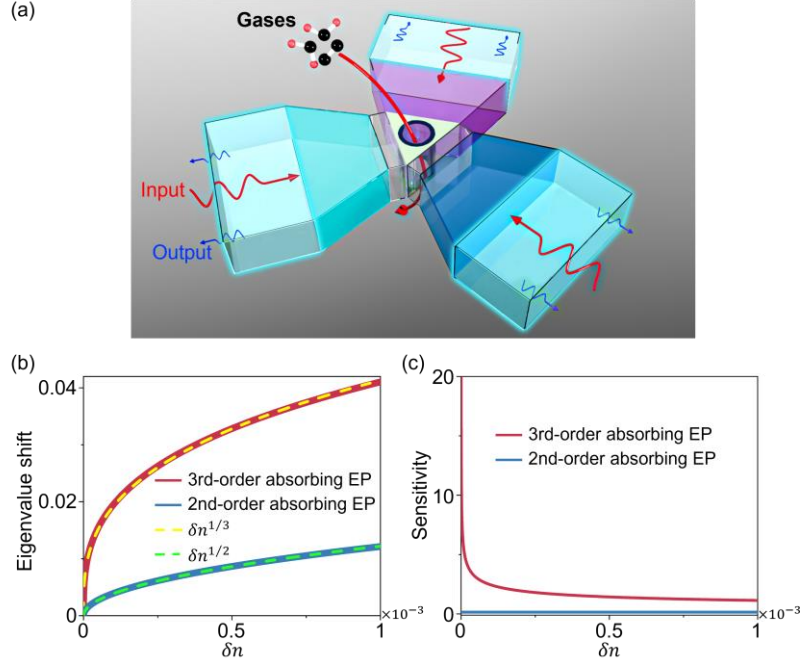 (a)
Gases
Input
Output
(b)
(c)
Eigenvalue shift
0.04
0.02
0
3rd-order absorbing EP
2nd-order absorbing EP
δn^{1/3}
δn^{1/2}
0
0.5
1
×10⁻³
δn
Sensitivity
20
10
0
3rd-order absorbing EP
2nd-order absorbing EP
0
0.5
1
×10⁻³
δn